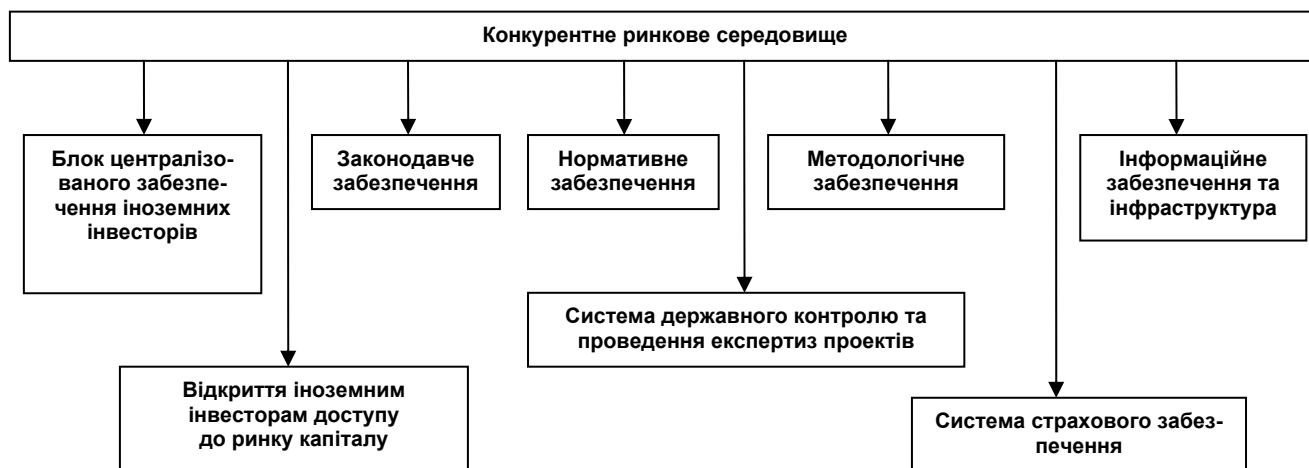 Конкурентне ринкове середовище
Блок централізо-
ваного забезпе-
чення іноземних
інвесторів
Законодавче
забезпечення
Нормативне
забезпечення
Методологічне
забезпечення
Інформаційне
забезпечення та
інфраструктура
Система державного контролю та
проведення експертиз проектів
Відкриття іноземним
інвесторам доступу
до ринку капіталу
Система страхового забез-
печення